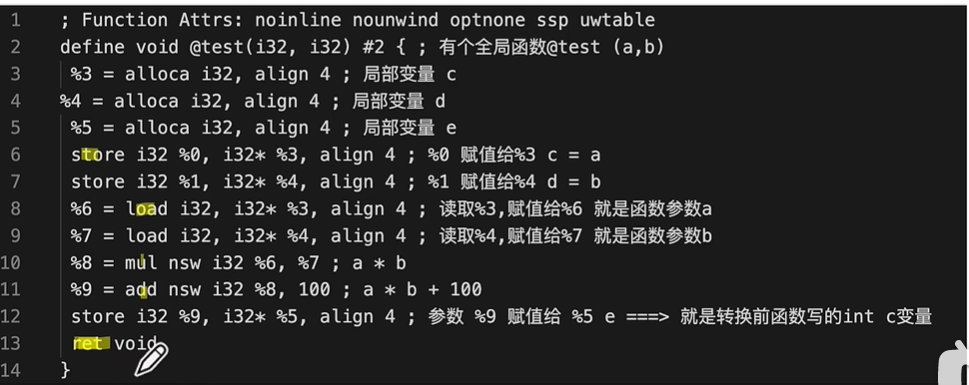 1 ; Function Attrs: noinline nounwind optnone ssp uwtable
2 define void @test(i32, i32) #2 { ; 有个全局函数@test (a,b)
3 %3 = alloca i32, align 4 ; 局部变量 c
4 %4 = alloca i32, align 4 ; 局部变量 d
5 %5 = alloca i32, align 4 ; 局部变量 e
6 store i32 %0, i32* %3, align 4 ; %0 赋值给%3 c = a
7 store i32 %1, i32* %4, align 4 ; %1 赋值给%4 d = b
8 %6 = load i32, i32* %3, align 4 ; 读取%3,赋值给%6 就是函数参数a
9 %7 = load i32, i32* %4, align 4 ; 读取%4,赋值给%7 就是函数参数b
10 %8 = mul nsw i32 %6, %7 ; a * b
11 %9 = add nsw i32 %8, 100 ; a * b + 100
12 store i32 %9, i32* %5, align 4 ; 参数 %9 赋值给 %5 e ===> 就是转换前函数写的int c变量
13 ret void
14 }